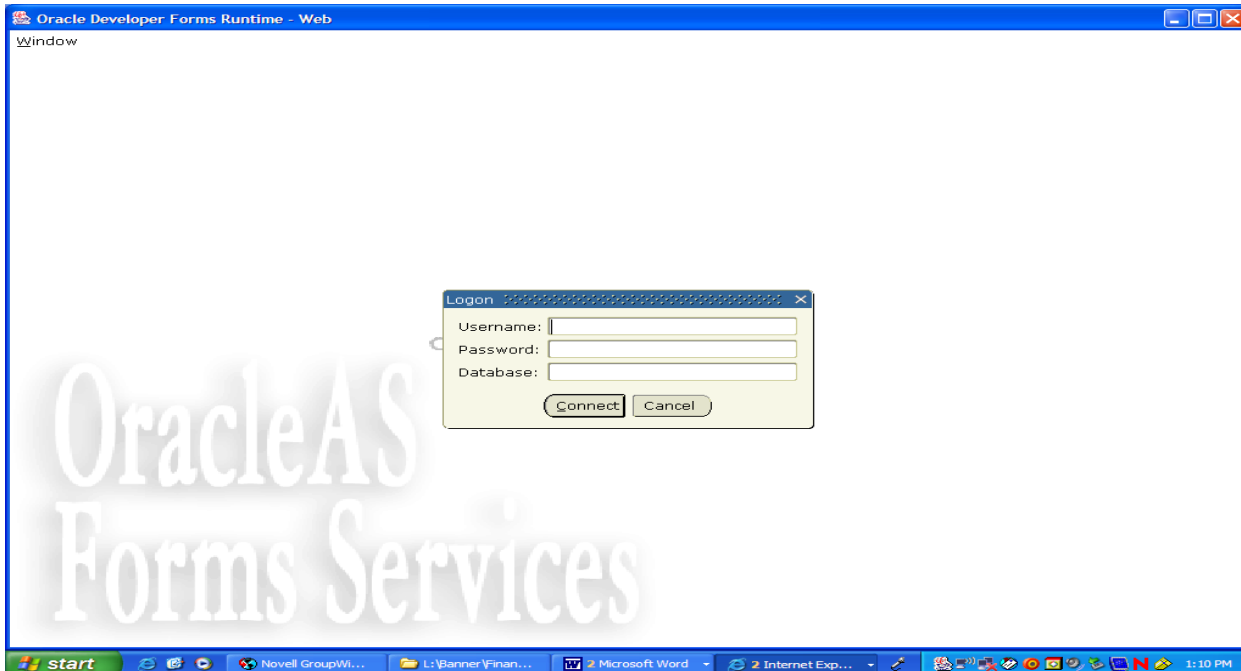 Oracle Developer Forms Runtime - Web
Window
Logon
Username:
Password:
Database:
Connect Cancel
OracleAS
Forms Services
start Novell GroupWi... L:\Banner\Finan... 2 Microsoft Word 2 Internet Exp... N 1:10 PM